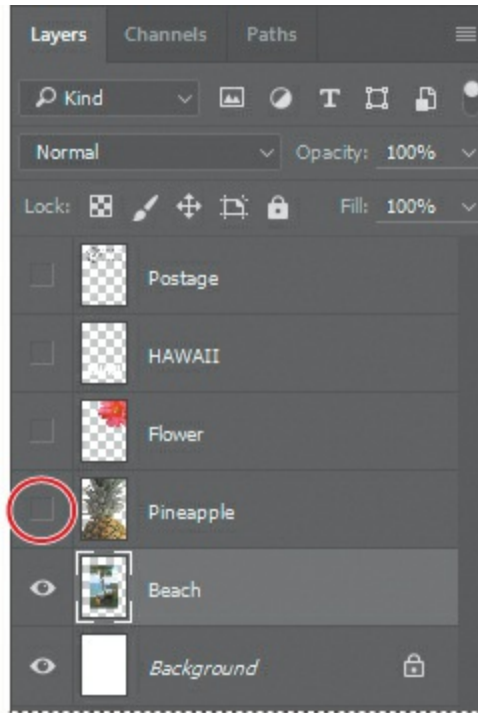 Layers Channels Paths
Kind T
Normal Opacity: 100%
Lock: Fill: 100%
Postage
HAWAII
Flower
Pineapple
Beach
Background